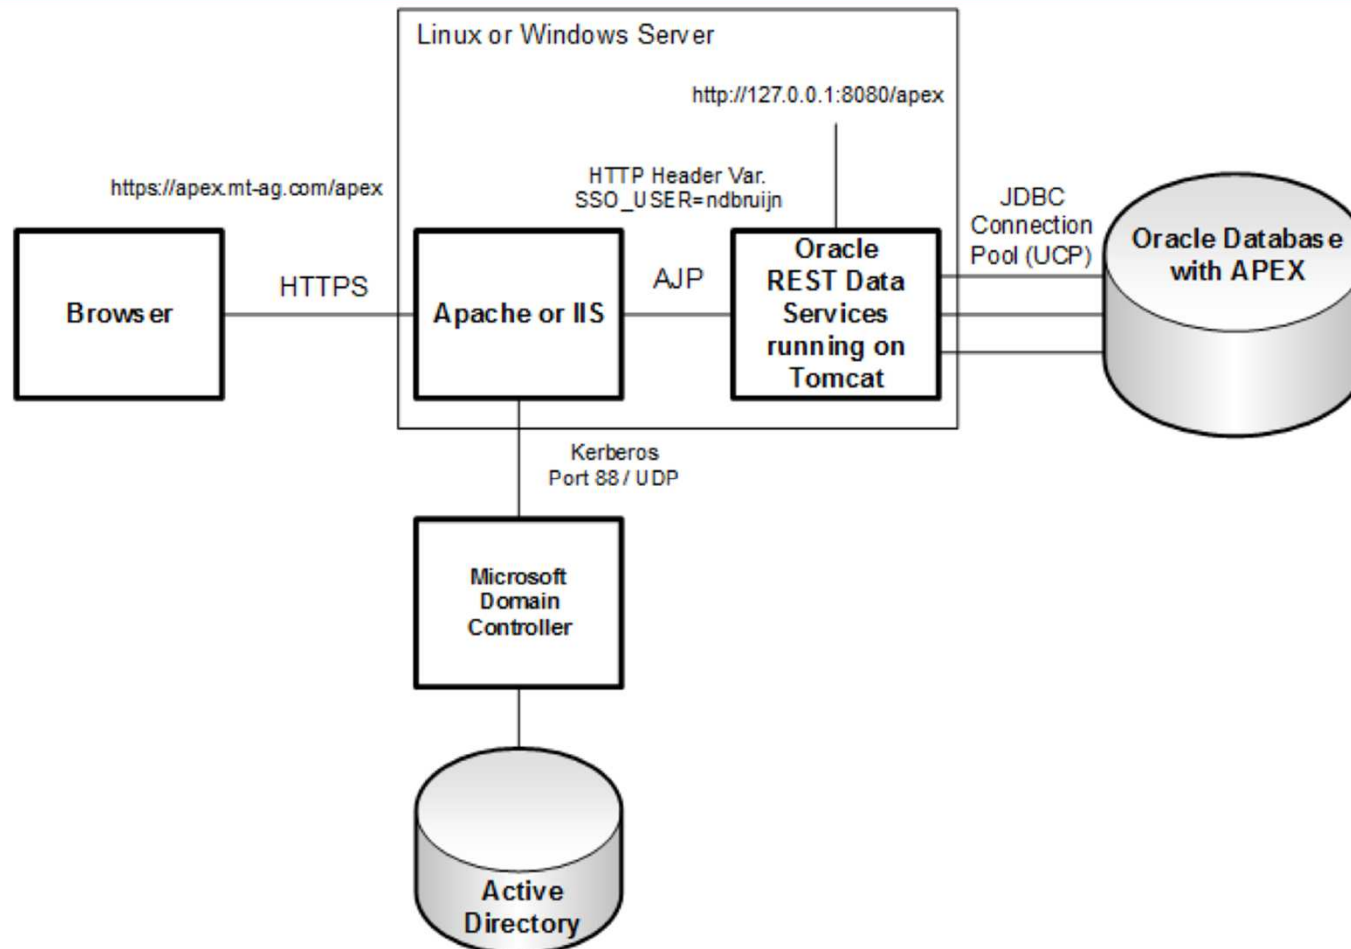 Linux or Windows Server
http://127.0.0.1:8080/apex
https://apex.mt-ag.com/apex
HTTP Header Var.
SSO_USER=ndbruijn
JDBC
Connection
Pool (UCP)
Browser
HTTPS
Apache or IIS
AJP
Oracle
REST Data
Services
running on
Tomcat
Oracle Database
with APEX
Kerberos
Port 88 / UDP
Microsoft
Domain
Controller
Active
Directory